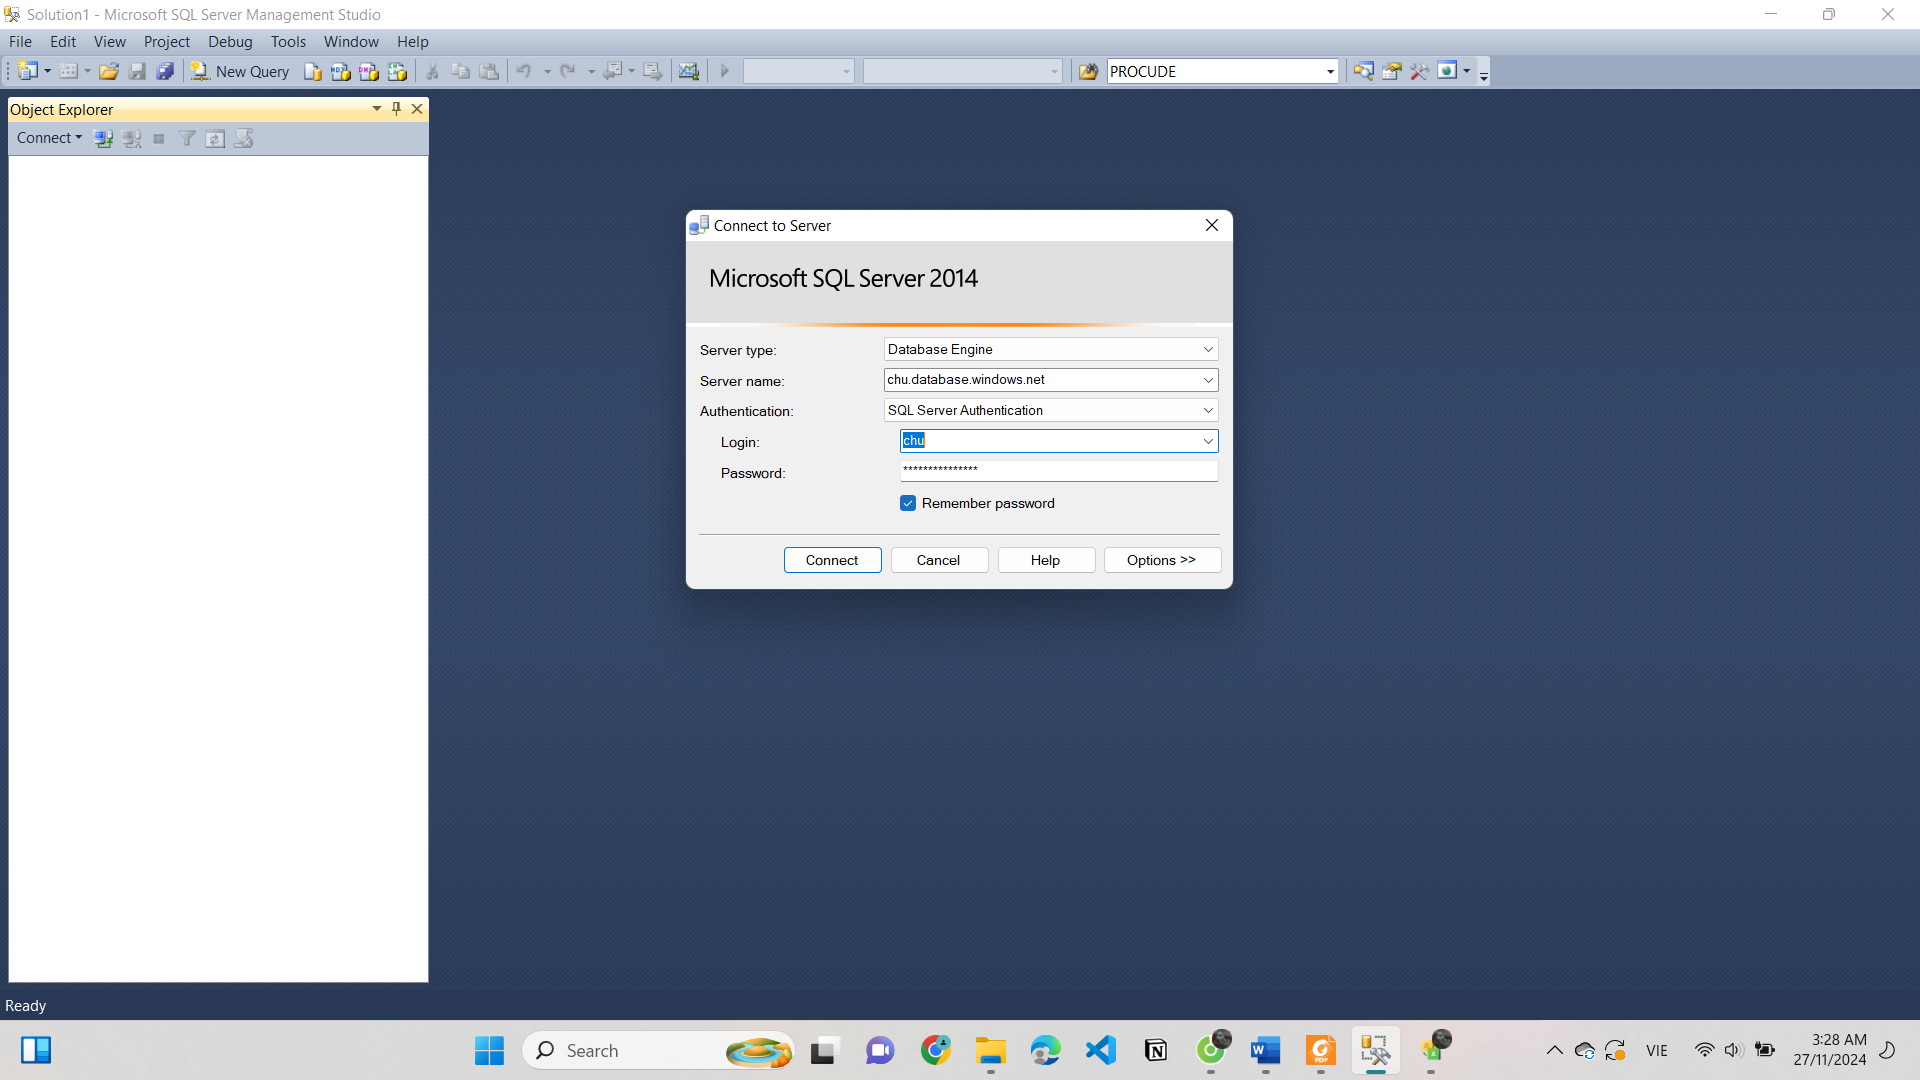 Solution1 - Microsoft SQL Server Management Studio
File Edit View Project Debug Tools Window Help
New Query PROCUDE
Object Explorer
Connect
Connect to Server
Microsoft SQL Server 2014
Server type: Database Engine
Server name: chu.database.windows.net
Authentication: SQL Server Authentication
Login: chu
Password: ***************
Remember password
Connect Cancel Help Options >>
Ready
Search
VIE
3:28 AM
27/11/2024